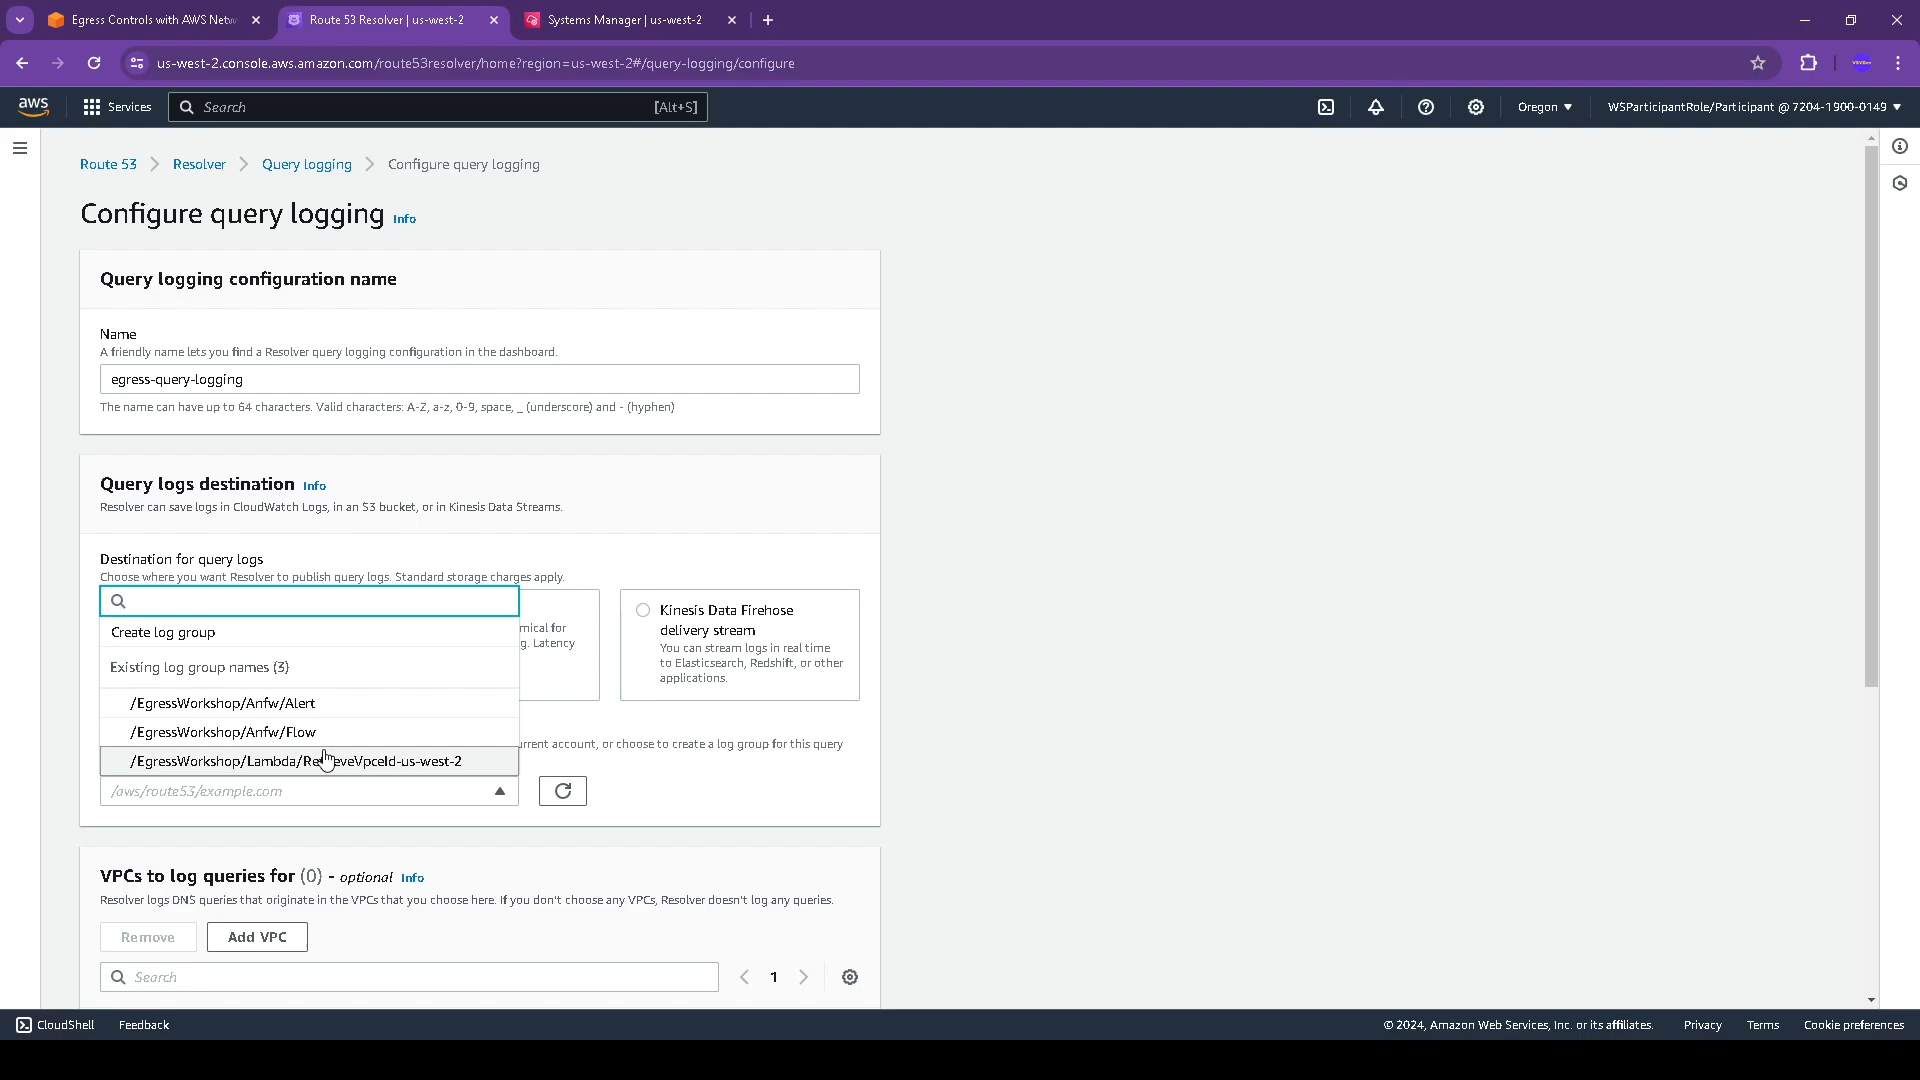 Egress Controls with AWS Netw
Route 53 Resolver | us-west-2
Systems Manager | us-west-2
us-west-2.console.aws.amazon.com/route53resolver/home?region=us-west-2#/query-logging/configure
aws
Services
Search
[Alt+S]
Oregon
WSParticipantRole/Participant @ 7204-1900-0149
Route 53
Resolver
Query logging
Configure query logging
Configure query logging Info
Query logging configuration name
Name
A friendly name lets you find a Resolver query logging configuration in the dashboard.
egress-query-logging
The name can have up to 64 characters. Valid characters: A-Z, a-z, 0-9, space, _ (underscore) and - (hyphen)
Query logs destination Info
Resolver can save logs in CloudWatch Logs, in an S3 bucket, or in Kinesis Data Streams.
Destination for query logs
Choose where you want Resolver to publish query logs. Standard storage charges apply.
Create log group
Existing log group names (3)
/EgressWorkshop/Anfw/Alert
/EgressWorkshop/Anfw/Flow
/EgressWorkshop/Lambda/Re eveVpceId-us-west-2
/aws/route53/example.com
mical for
g. Latency
Kinesis Data Firehose
delivery stream
You can stream logs in real time
to Elasticsearch, Redshift, or other
applications.
rrent account, or choose to create a log group for this query
VPCs to log queries for (0) - optional Info
Resolver logs DNS queries that originate in the VPCs that you choose here. If you don't choose any VPCs, Resolver doesn't log any queries.
Remove
Add VPC
Search
1
CloudShell
Feedback
© 2024, Amazon Web Services, Inc. or its affiliates.
Privacy
Terms
Cookie preferences